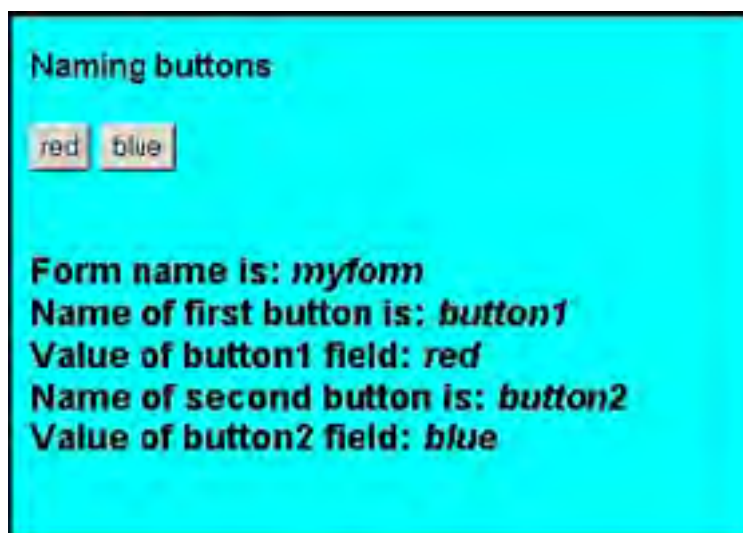 Naming buttons
red blue
Form name is: myform
Name of first button is: button1
Value of button1 field: red
Name of second button is: button2
Value of button2 field: blue